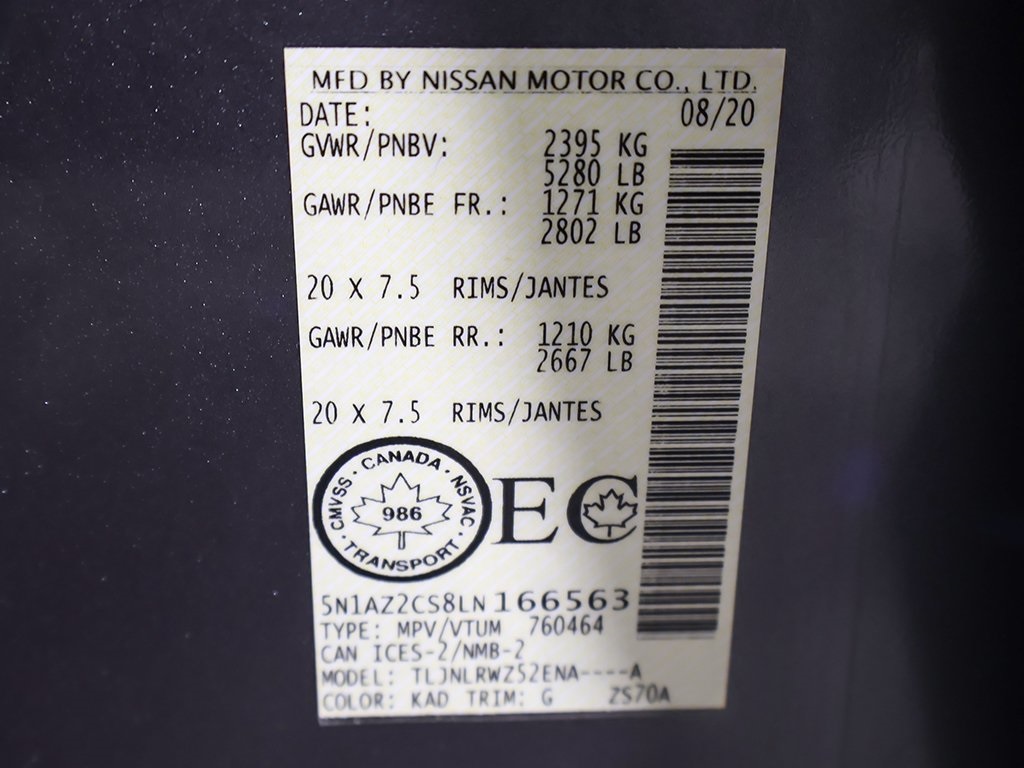 MFD BY NISSAN MOTOR CO., LTD.
DATE: 08/20
GVWR/PNBV: 2395 KG
5280 LB
GAWR/PNBE FR.: 1271 KG
2802 LB
20 X 7.5 RIMS/JANTES
GAWR/PNBE RR.: 1210 KG
2667 LB
20 X 7.5 RIMS/JANTES
CANADA
CMVSS · NSVAC
986
TRANSPORT
EC
5N1AZ2CS8LN166563
TYPE: MPV/VTUM 760464
CAN ICES-2/NMB-2
MODEL: TLJNLRWZ52ENA----A
COLOR: KAD TRIM: G ZS70A